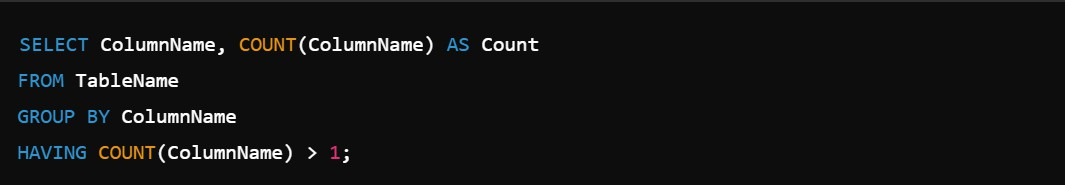 SELECT ColumnName, COUNT(ColumnName) AS Count
FROM TableName
GROUP BY ColumnName
HAVING COUNT(ColumnName) > 1;